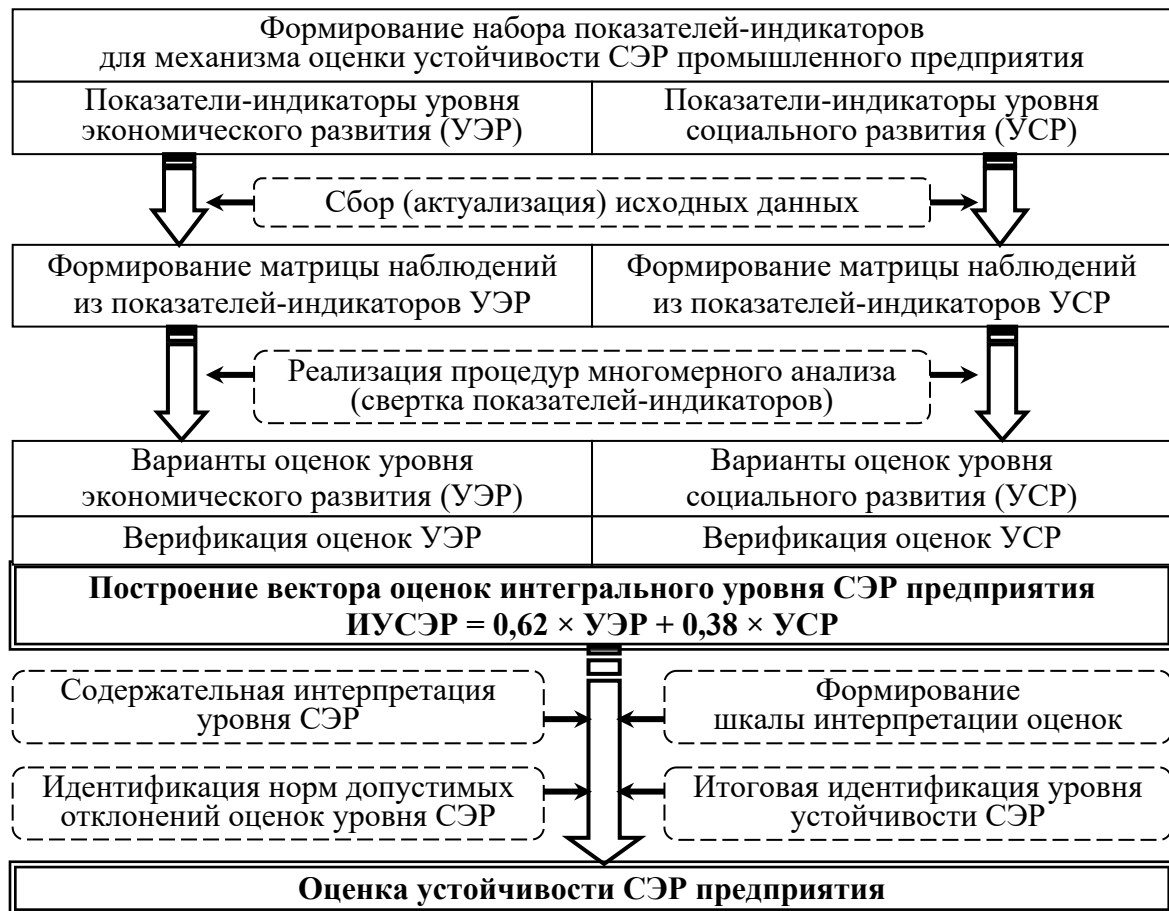 Формирование набора показателей-индикаторов
для механизма оценки устойчивости СЭР промышленного предприятия
Показатели-индикаторы уровня
экономического развития (УЭР)
Показатели-индикаторы уровня
социального развития (УСР)
Сбор (актуализация) исходных данных
Формирование матрицы наблюдений
из показателей-индикаторов УЭР
Формирование матрицы наблюдений
из показателей-индикаторов УСР
Реализация процедур многомерного анализа
(свертка показателей-индикаторов)
Варианты оценок уровня
экономического развития (УЭР)
Варианты оценок уровня
социального развития (УСР)
Верификация оценок УЭР
Верификация оценок УСР
Построение вектора оценок интегрального уровня СЭР предприятия
ИУСЭР = 0,62 × УЭР + 0,38 × УСР
Содержательная интерпретация
уровня СЭР
Формирование
шкалы интерпретации оценок
Идентификация норм допустимых
отклонений оценок уровня СЭР
Итоговая идентификация уровня
устойчивости СЭР
Оценка устойчивости СЭР предприятия